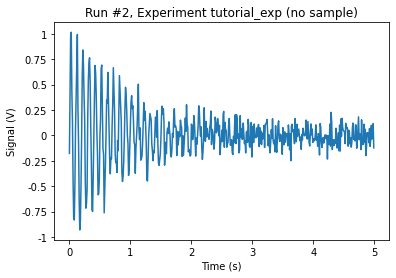 Run #2, Experiment tutorial_exp (no sample)
1
0.75
0.5
0.25
0
-0.25
-0.5
-0.75
-1
Signal (V)
0 1 2 3 4 5
Time (s)